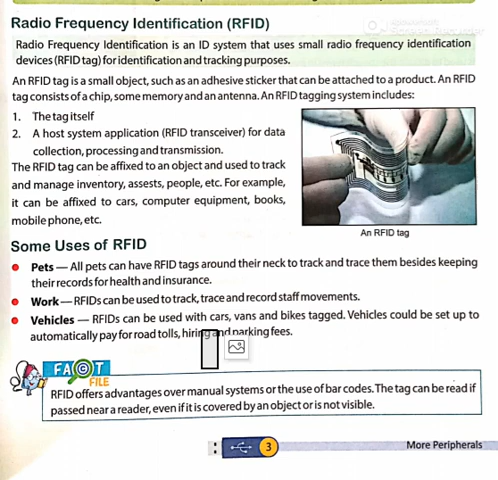 Radio Frequency Identification (RFID)
Radio Frequency Identification is an ID system that uses small radio frequency identification
devices (RFID tag) for identification and tracking purposes.
An RFID tag is a small object, such as an adhesive sticker that can be attached to a product. An RFID
tag consists of a chip, some memory and an antenna. An RFID tagging system includes:
1. The tag itself
2. A host system application (RFID transceiver) for data
collection, processing and transmission.
The RFID tag can be affixed to an object and used to track
and manage inventory, assests, people, etc. For example,
it can be affixed to cars, computer equipment, books,
mobile phone, etc.
An RFID tag
Some Uses of RFID
Pets — All pets can have RFID tags around their neck to track and trace them besides keeping
their records for health and insurance.
Work — RFIDs can be used to track, trace and record staff movements.
Vehicles — RFIDs can be used with cars, vans and bikes tagged. Vehicles could be set up to
automatically pay for road tolls, hiring and parking fees.
FACT
FILE
RFID offers advantages over manual systems or the use of bar codes. The tag can be read if
passed near a reader, even if it is covered by an object or is not visible.
3
More Peripherals